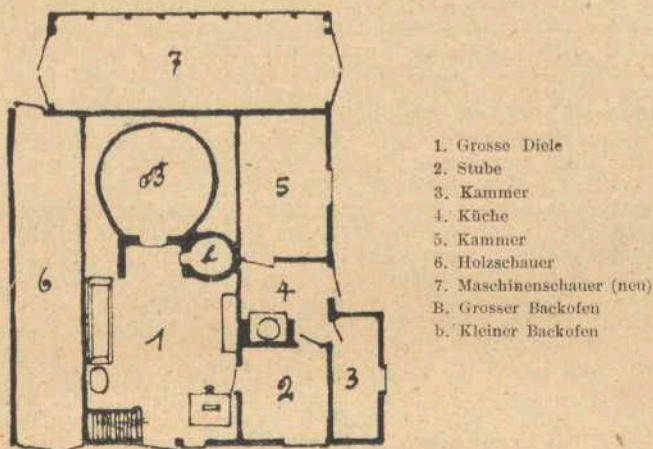 7
B
5
b
6
4
1
2
3
1. Grosse Diele
2. Stube
3. Kammer
4. Küche
5. Kammer
6. Holzschauer
7. Maschinenschauer (neu)
B. Grosser Backofen
b. Kleiner Backofen